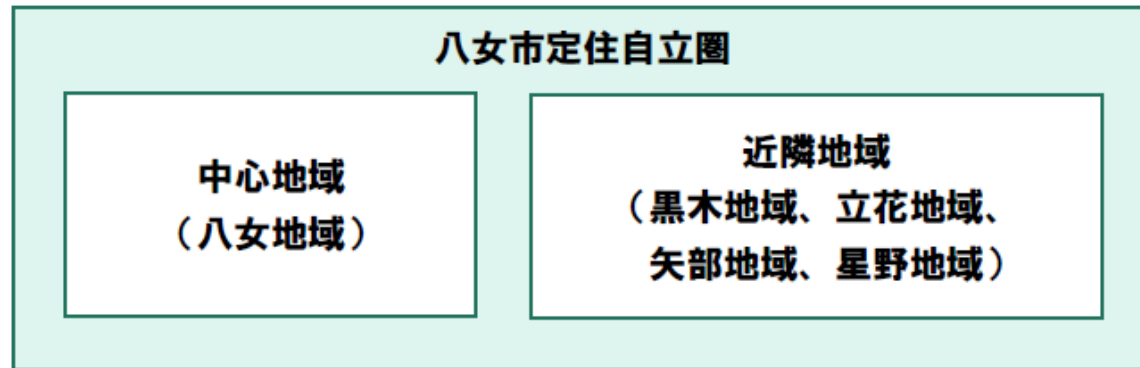 八女市定住自立圏
中心地域
（八女地域）
近隣地域
（黒木地域、立花地域、
矢部地域、星野地域）